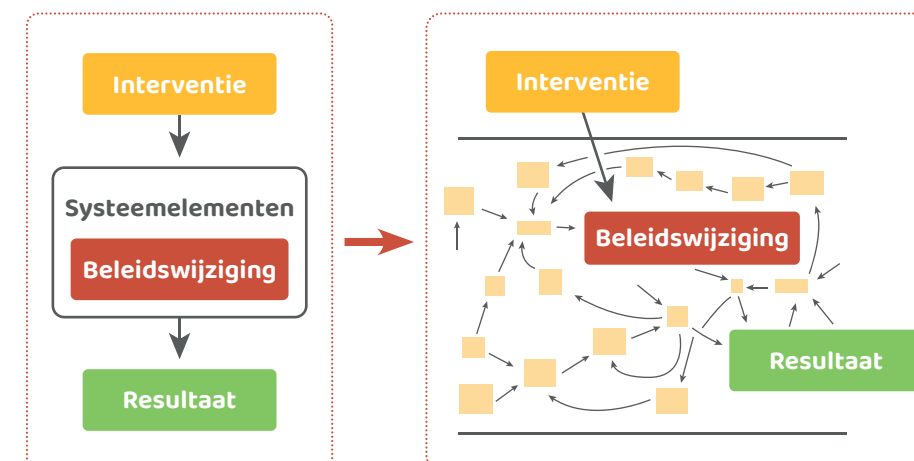 Interventie
Systeemelementen
Beleidswijziging
Resultaat
Interventie
Beleidswijziging
Resultaat